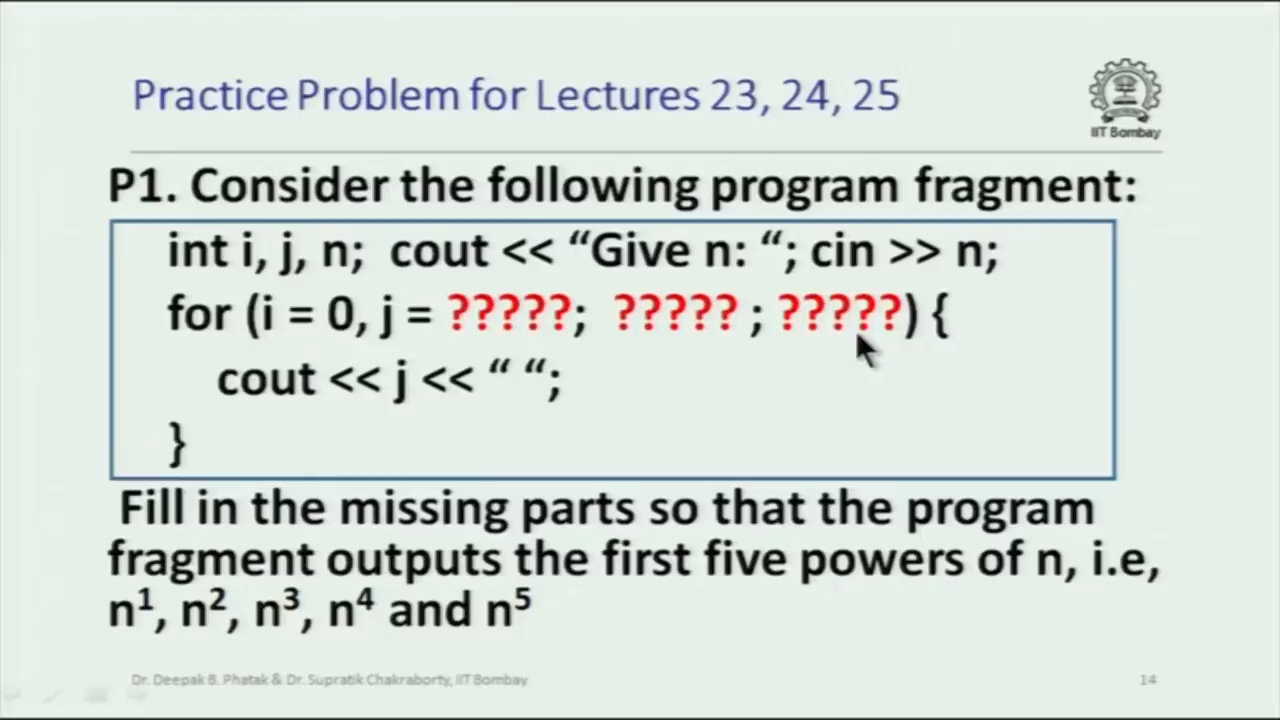 Practice Problem for Lectures 23, 24, 25
IIT Bombay
P1. Consider the following program fragment:
int i, j, n; cout << “Give n: “; cin >> n;
for (i = 0, j = ?????; ????? ; ?????) {
cout << j << “ “;
}
Fill in the missing parts so that the program
fragment outputs the first five powers of n, i.e,
n¹, n², n³, n⁴ and n⁵
Dr. Deepak B. Phatak & Dr. Supratik Chakraborty, IIT Bombay
14